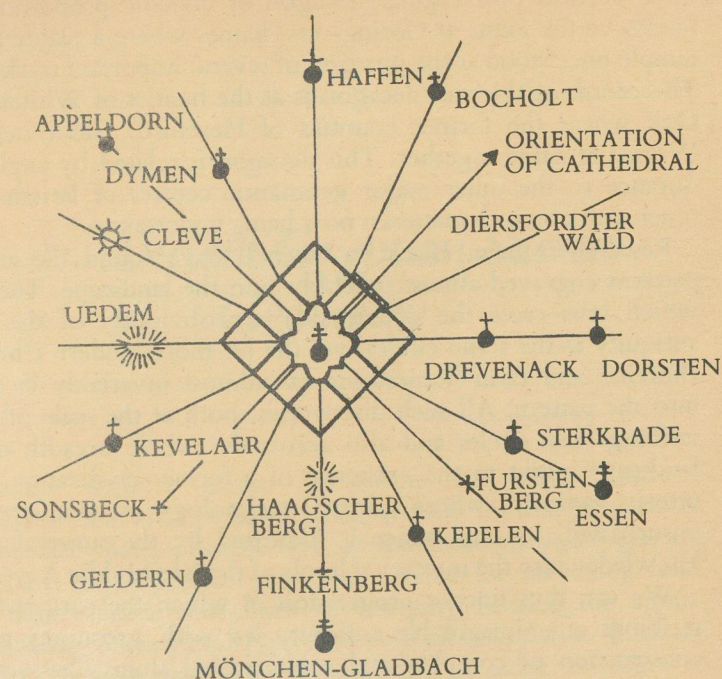 HAFFEN
BOCHOLT
APPELDORN
ORIENTATION
OF CATHEDRAL
DYMEN
DIERSFORDTER
WALD
CLEVE
UEDEM
DREVENACK DORSTEN
STERKRADE
KEVELAER
FURSTEN
BERG
SONSBECK
HAAGSCHER
BERG
ESSEN
KEPELEN
GELDERN
FINKENBERG
MÖNCHEN-GLADBACH